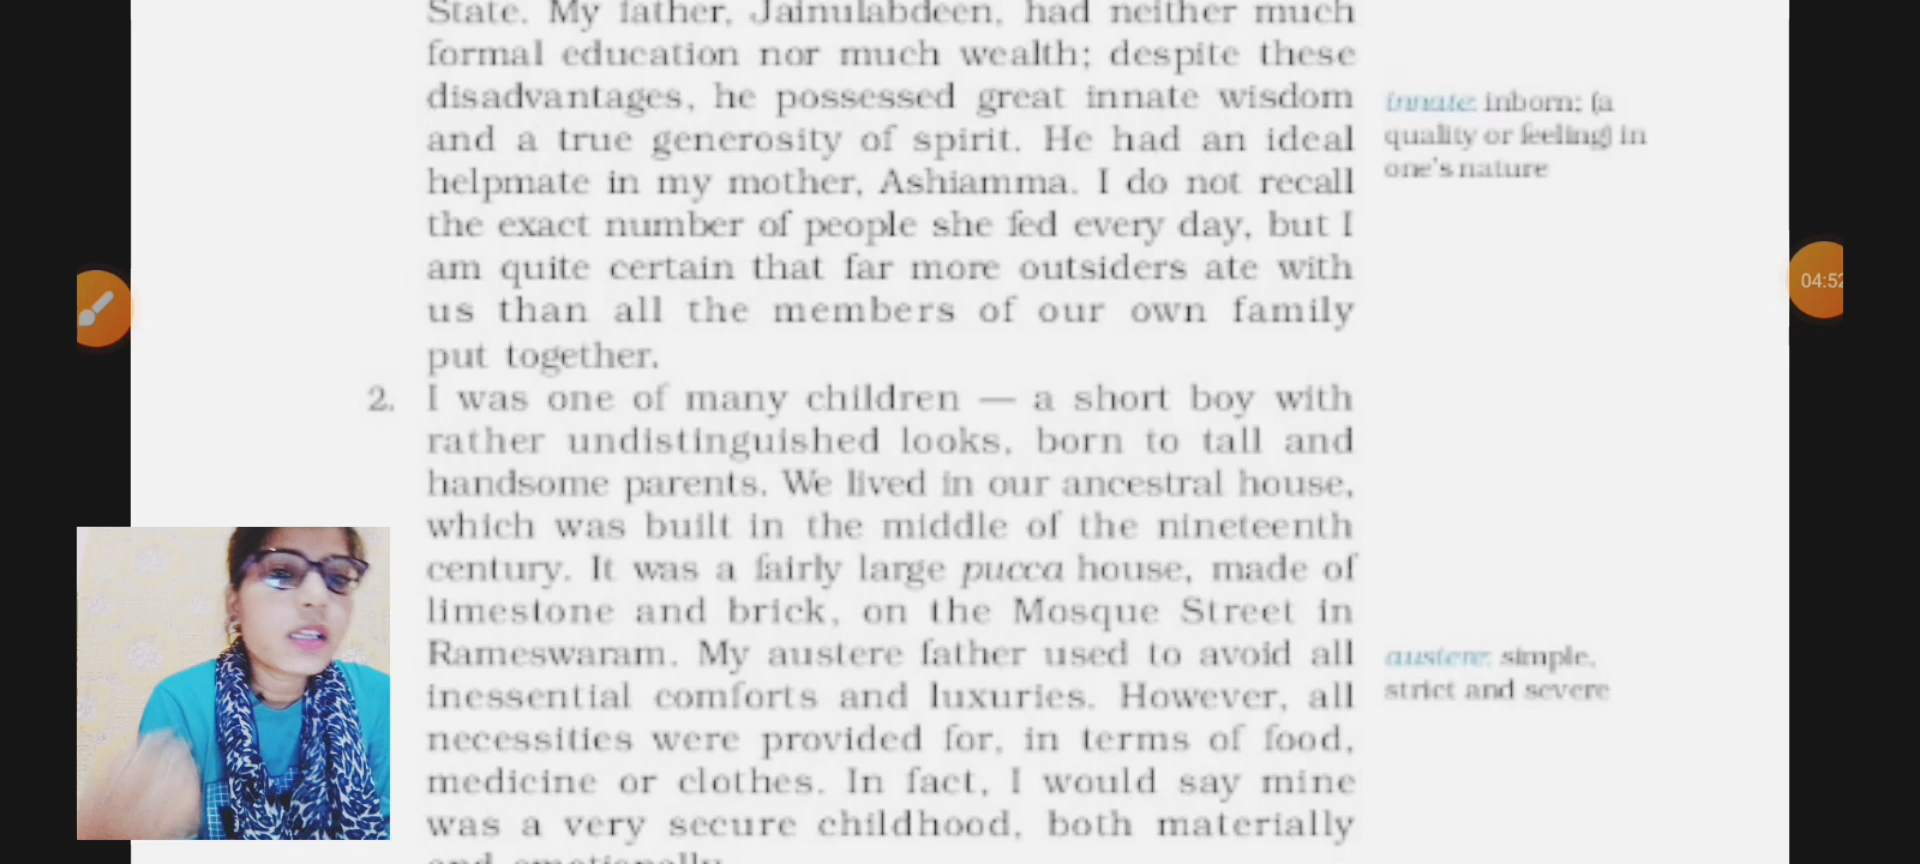 State. My father, Jainulabdeen, had neither much
formal education nor much wealth; despite these
disadvantages, he possessed great innate wisdom
and a true generosity of spirit. He had an ideal
helpmate in my mother, Ashiamma. I do not recall
the exact number of people she fed every day, but I
am quite certain that far more outsiders ate with
us than all the members of our own family
put together.
innate: inborn; (a
quality or feeling) in
one's nature
2. I was one of many children — a short boy with
rather undistinguished looks, born to tall and
handsome parents. We lived in our ancestral house,
which was built in the middle of the nineteenth
century. It was a fairly large pucca house, made of
limestone and brick, on the Mosque Street in
Rameswaram. My austere father used to avoid all
inessential comforts and luxuries. However, all
necessities were provided for, in terms of food,
medicine or clothes. In fact, I would say mine
was a very secure childhood, both materially
and emotionally.
austere: simple,
strict and severe
04:52